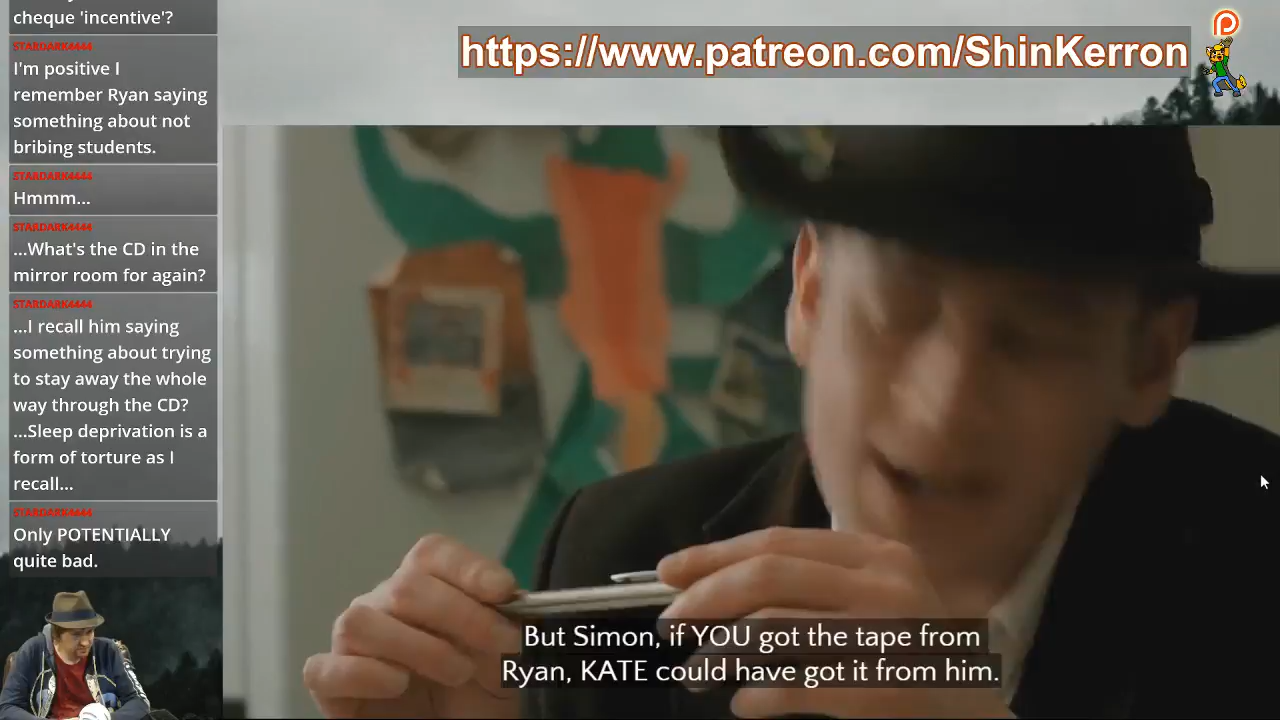 cheque 'incentive'?
https://www.patreon.com/ShinKerron
STARDARK4444
I'm positive I
remember Ryan saying
something about not
bribing students.
STARDARK4444
Hmmm...
STARDARK4444
...What's the CD in the
mirror room for again?
STARDARK4444
...I recall him saying
something about trying
to stay away the whole
way through the CD?
...Sleep deprivation is a
form of torture as I
recall...
STARDARK4444
Only POTENTIALLY
quite bad.
But Simon, if YOU got the tape from
Ryan, KATE could have got it from him.